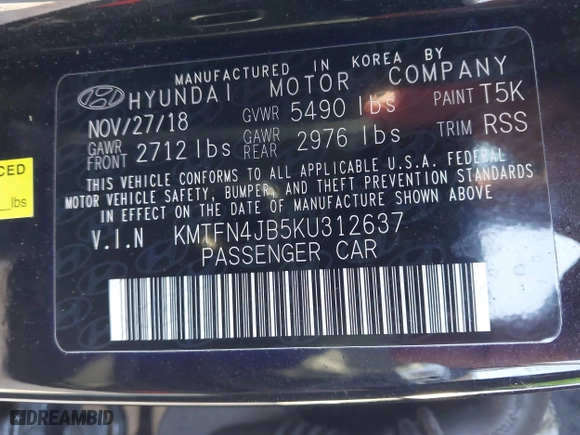 MANUFACTURED IN KOREA BY
HYUNDAI MOTOR COMPANY
NOV/27/18 GVWR 5490 lbs PAINT T5K
GAWR FRONT 2712 lbs GAWR REAR 2976 lbs TRIM RSS
THIS VEHICLE CONFORMS TO ALL APPLICABLE U.S.A. FEDERAL
MOTOR VEHICLE SAFETY, BUMPER, AND THEFT PREVENTION STANDARDS
IN EFFECT ON THE DATE OF MANUFACTURE SHOWN ABOVE
V.I.N KMTFN4JB5KU312637
PASSENGER CAR
CED
lbs
DREAMBID